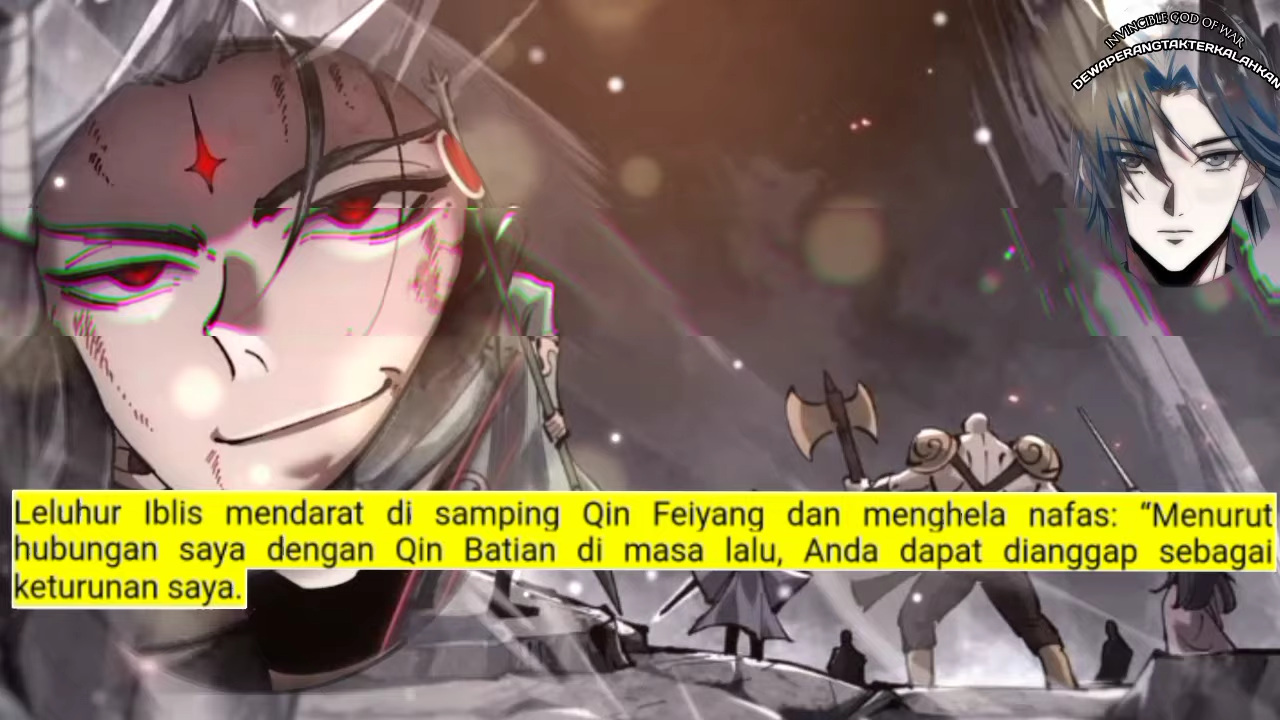 INVINCIBLE GOD OF WAR
DEWAPERANGTAKTERKALAHKAN
Leluhur Iblis mendarat di samping Qin Feiyang dan menghela nafas: “Menurut
hubungan saya dengan Qin Batian di masa lalu, Anda dapat dianggap sebagai
keturunan saya.